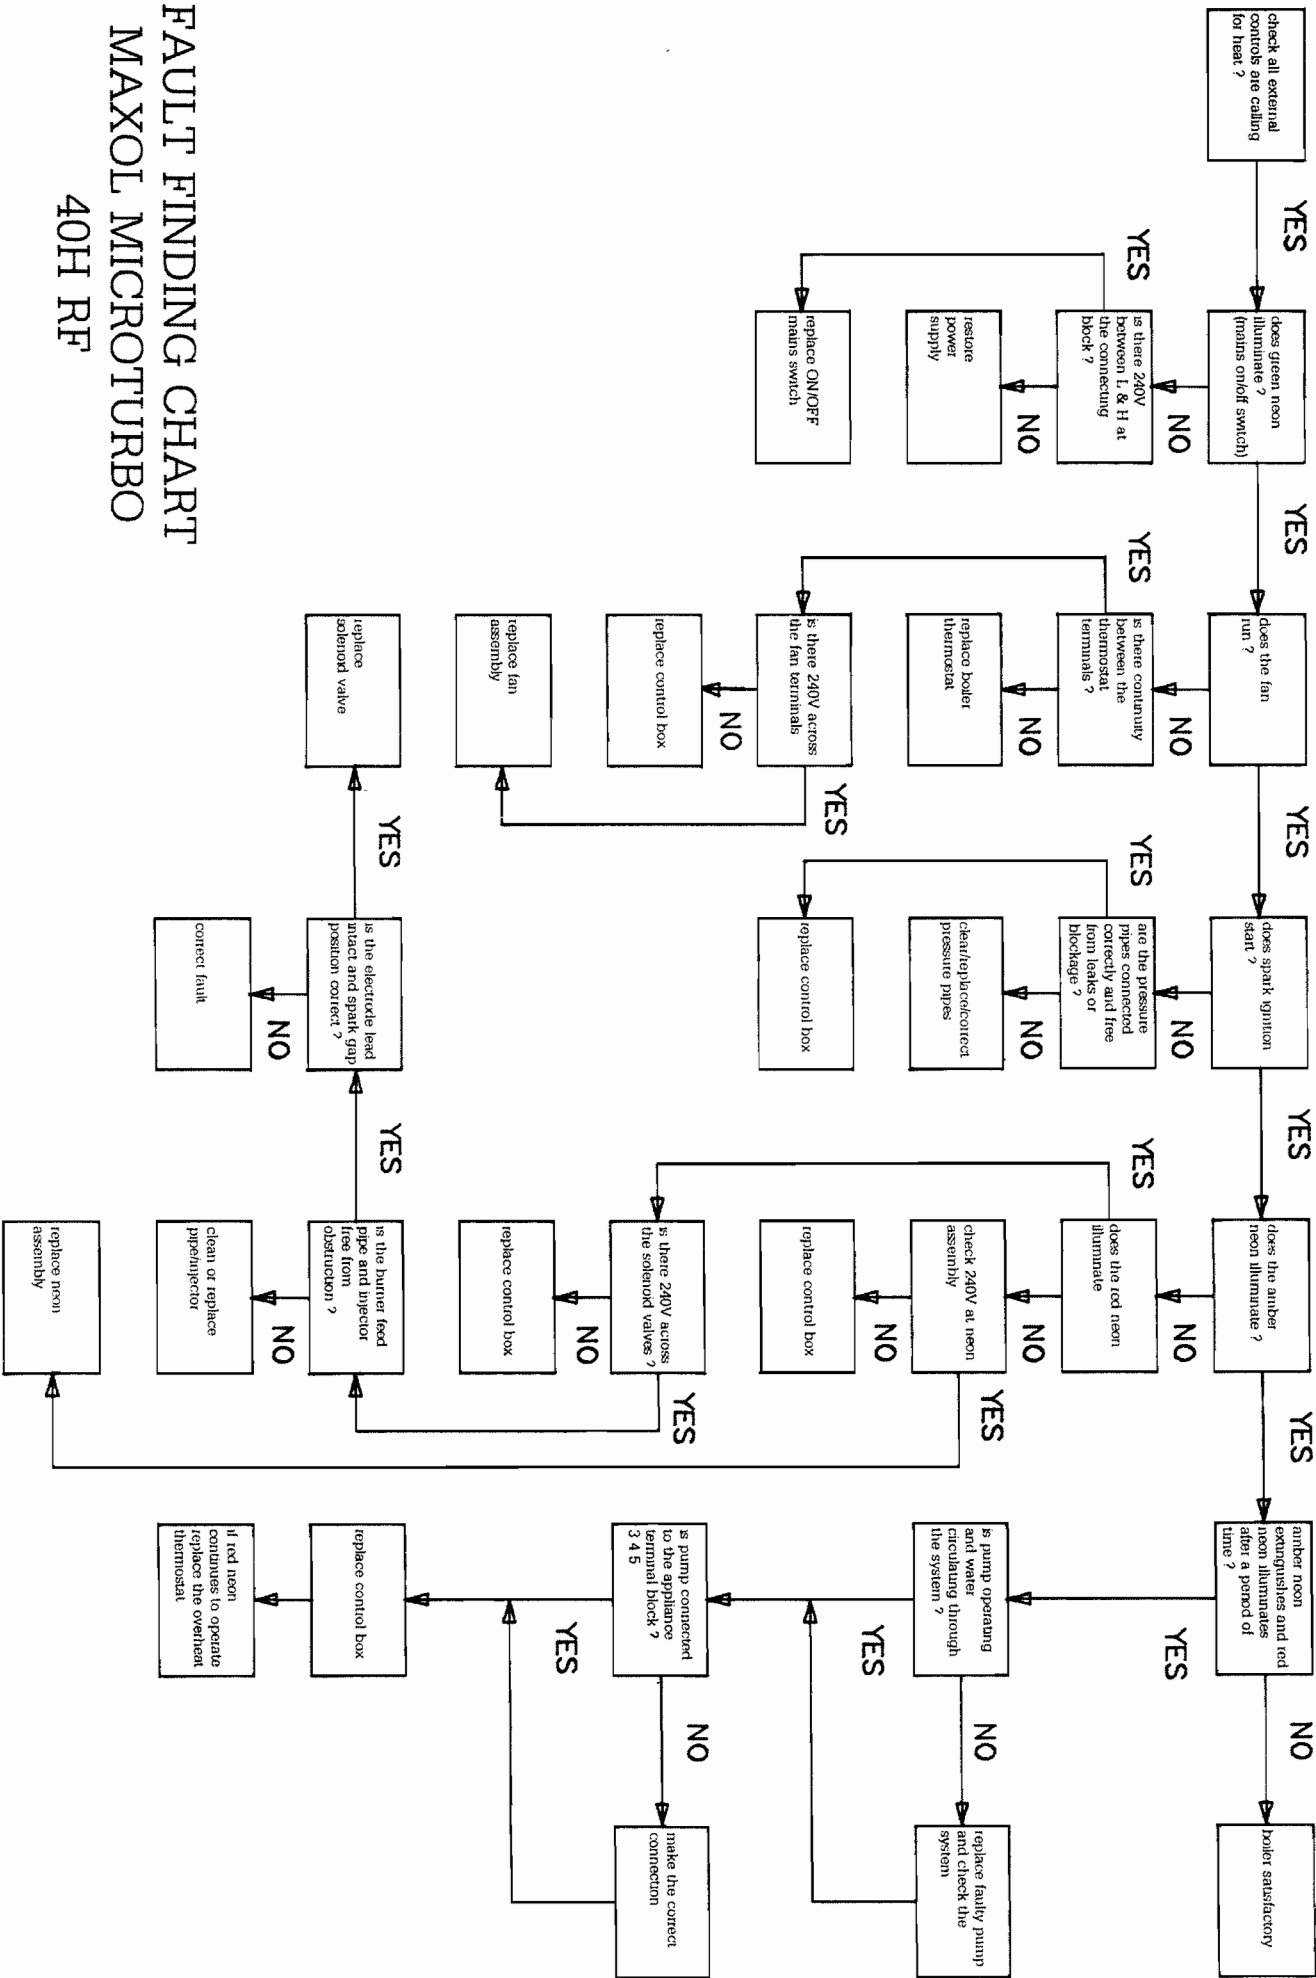 check all external
controls are calling
for heat ?
YES
does green neon
illuminate ?
(mains on/off switch)
NO
is there 240V
between L & H at
the connecting
block ?
NO
restore
power
supply
YES
replace ON/OFF
mains switch
YES
does the fan
run ?
NO
is there continuity
between the
thermostat
terminals ?
NO
replace boiler
thermostat
YES
is there 240V across
the fan terminals
NO
replace control box
YES
replace fan
assembly
YES
does spark ignition
start ?
NO
are the pressure
pipes connected
correctly and free
from leaks or
blockage ?
NO
clear/replace/correct
pressure pipes
YES
replace control box
YES
does the amber
neon illuminate ?
NO
does the red neon
illuminate
NO
check 240V at neon
assembly
NO
replace control box
YES
is there 240V across
the solenoid valves ?
NO
replace control box
YES
is the burner feed
pipe and injector
free from
obstruction ?
NO
clean or replace
pipe/injector
YES
replace neon
assembly
YES
is the electrode lead
intact and spark gap
position correct ?
NO
correct fault
YES
replace
solenoid valve
YES
amber neon
extinguishes and red
neon illuminates
after a period of
time ?
NO
boiler satisfactory
YES
is pump operating
and water
circulating through
the system ?
NO
replace faulty pump
and check the
system
YES
is pump connected
to the appliance
terminal block ?
3 4 5
NO
make the correct
connection
YES
replace control box
if red neon
continues to operate
replace the overheat
thermostat
FAULT FINDING CHART
MAXOL MICROTURBO
40H RF